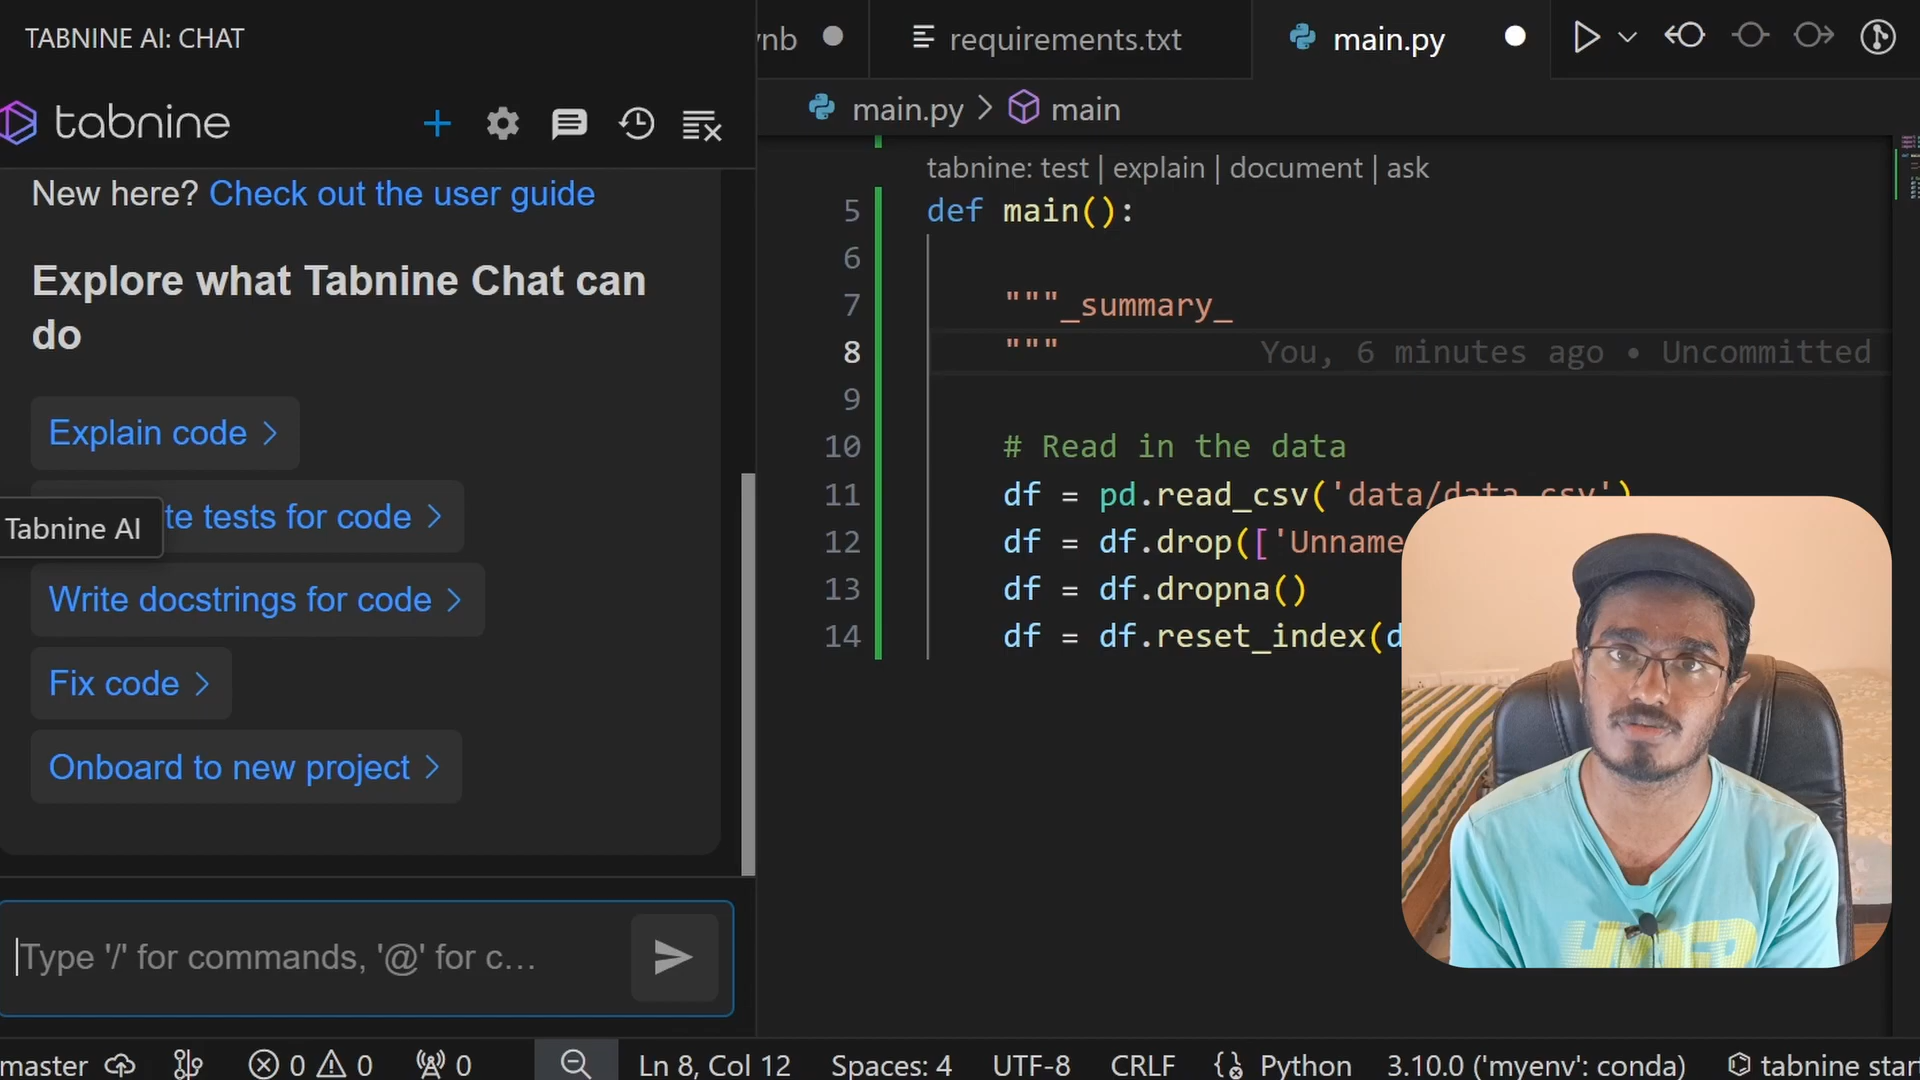 TABNINE AI: CHAT
tabnine
New here? Check out the user guide
Explore what Tabnine Chat can
do
Explain code >
te tests for code >
Tabnine AI
Write docstrings for code >
Fix code >
Onboard to new project >
Type '/' for commands, '@' for c...
ynb
requirements.txt
main.py
main.py > main
tabnine: test | explain | document | ask
5 def main():
6
7 """_summary_
8 """ You, 6 minutes ago • Uncommitted
9
10 # Read in the data
11 df = pd.read_csv('data/data.csv')
12 df = df.drop(['Unname
13 df = df.dropna()
14 df = df.reset_index(d
master 0 0 0 Ln 8, Col 12 Spaces: 4 UTF-8 CRLF Python 3.10.0 ('myenv': conda) tabnine star